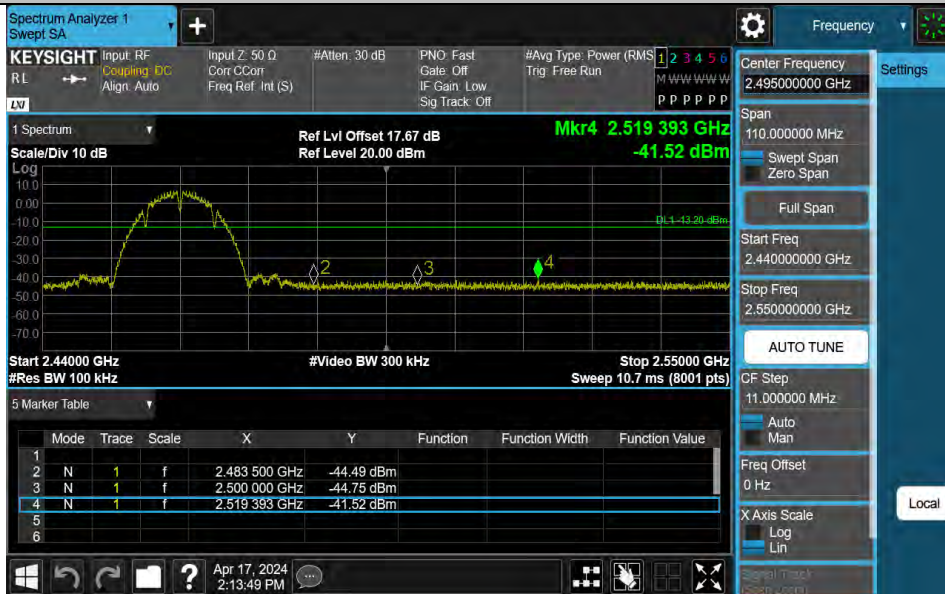 Spectrum Analyzer 1
Swept SA
+
Frequency
KEYSIGHT
RL
LXI
Input: RF
Coupling: DC
Align: Auto
Input Z: 50 Ω
Corr CCorr
Freq Ref: Int (S)
#Atten: 30 dB
PNO: Fast
Gate: Off
IF Gain: Low
Sig Track: Off
#Avg Type: Power (RMS
Trig: Free Run
1 2 3 4 5 6
M W W W W W
P P P P P P
1 Spectrum
Scale/Div 10 dB
Ref Lvl Offset 17.67 dB
Ref Level 20.00 dBm
Mkr4 2.519 393 GHz
-41.52 dBm
Log
10.0
0.00
-10.0
-20.0
-30.0
-40.0
-50.0
-60.0
-70.0
DL1 -13.20 dBm
2
3
4
Start 2.44000 GHz
#Res BW 100 kHz
#Video BW 300 kHz
Stop 2.55000 GHz
Sweep 10.7 ms (8001 pts)
5 Marker Table
Mode Trace Scale X Y Function Function Width Function Value
1
2 N 1 f 2.483 500 GHz -44.49 dBm
3 N 1 f 2.500 000 GHz -44.75 dBm
4 N 1 f 2.519 393 GHz -41.52 dBm
5
6
Apr 17, 2024
2:13:49 PM
?
Center Frequency
2.495000000 GHz
Span
110.000000 MHz
Swept Span
Zero Span
Full Span
Start Freq
2.440000000 GHz
Stop Freq
2.550000000 GHz
AUTO TUNE
CF Step
11.000000 MHz
Auto
Man
Freq Offset
0 Hz
X Axis Scale
Log
Lin
Signal Track
(Span Zoom)
Settings
Local